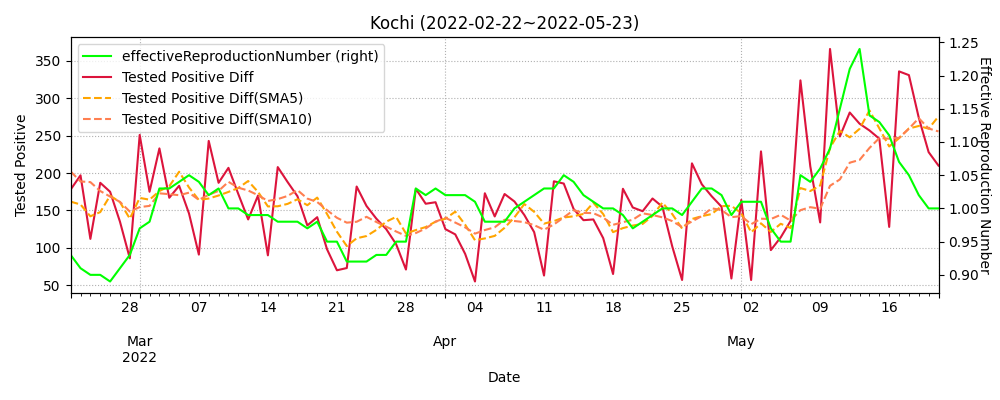 Kochi (2022-02-22~2022-05-23)
effectiveReproductionNumber (right)
Tested Positive Diff
Tested Positive Diff(SMA5)
Tested Positive Diff(SMA10)
Tested Positive
350
300
250
200
150
100
50
1.25
1.20
1.15
1.10
1.05
1.00
0.95
0.90
Effective Reproduction Number
28 07 14 21 28 04 11 18 25 02 09 16
Mar Apr May
2022
Date